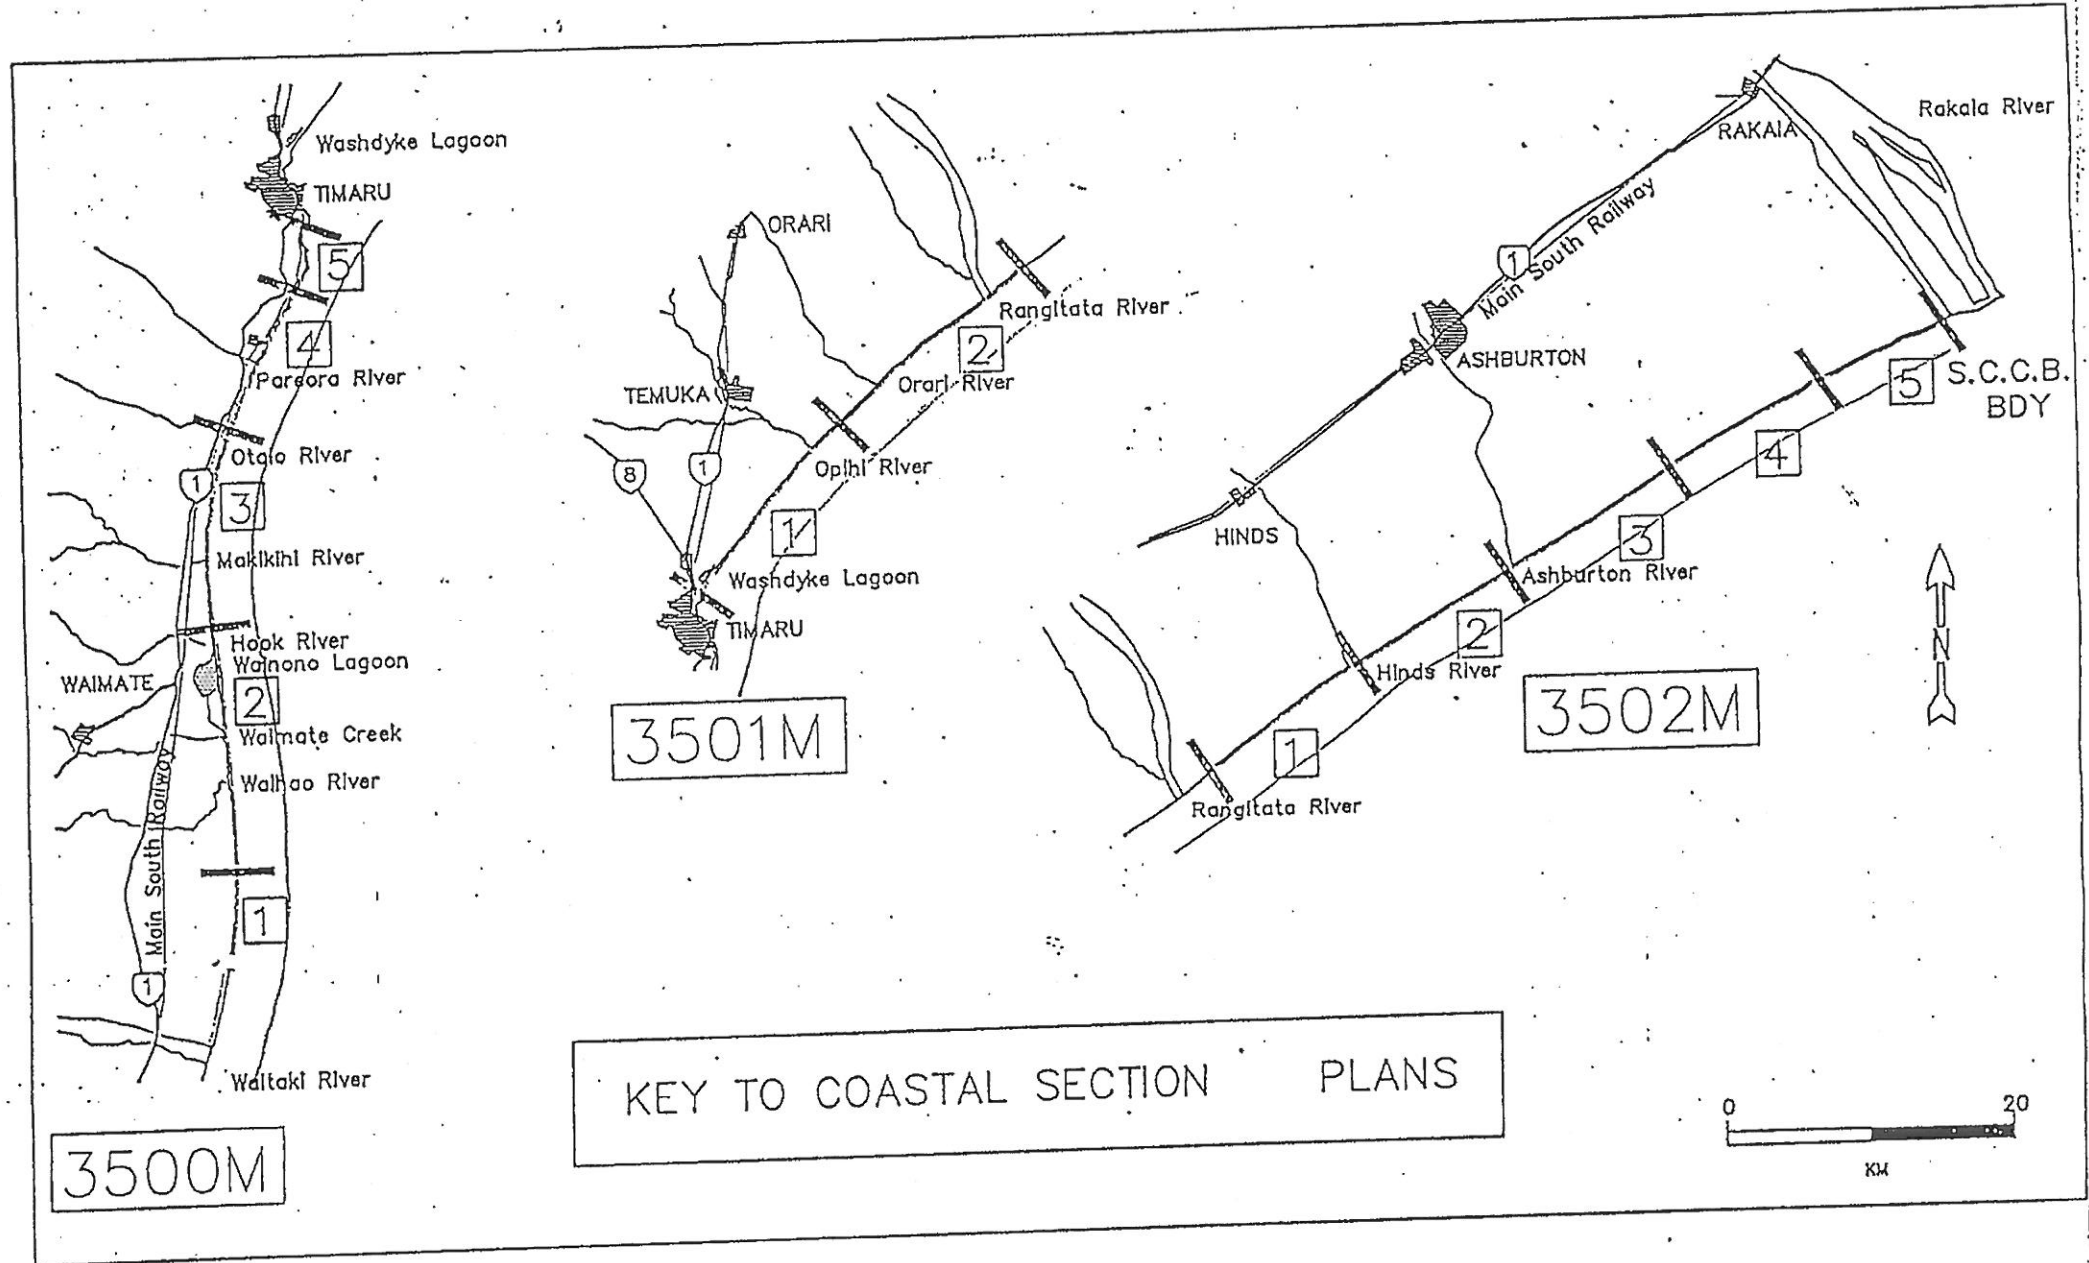 Washdyke Lagoon
TIMARU
5
4
Pareora River
Otaio River
1
3
Makikihi River
Hook River
Wainono Lagoon
WAIMATE
2
Waimate Creek
Waihao River
Main South Railway
1
1
Waitaki River
3500M
ORARI
Rangitata River
2
Orari River
TEMUKA
Opihi River
8
1
1
Washdyke Lagoon
TIMARU
3501M
Rakaia River
RAKAIA
Main South Railway
1
ASHBURTON
S.C.C.B.
BDY
5
4
HINDS
3
Ashburton River
2
Hinds River
3502M
1
Rangitata River
N
KEY TO COASTAL SECTION PLANS
0 20
KM